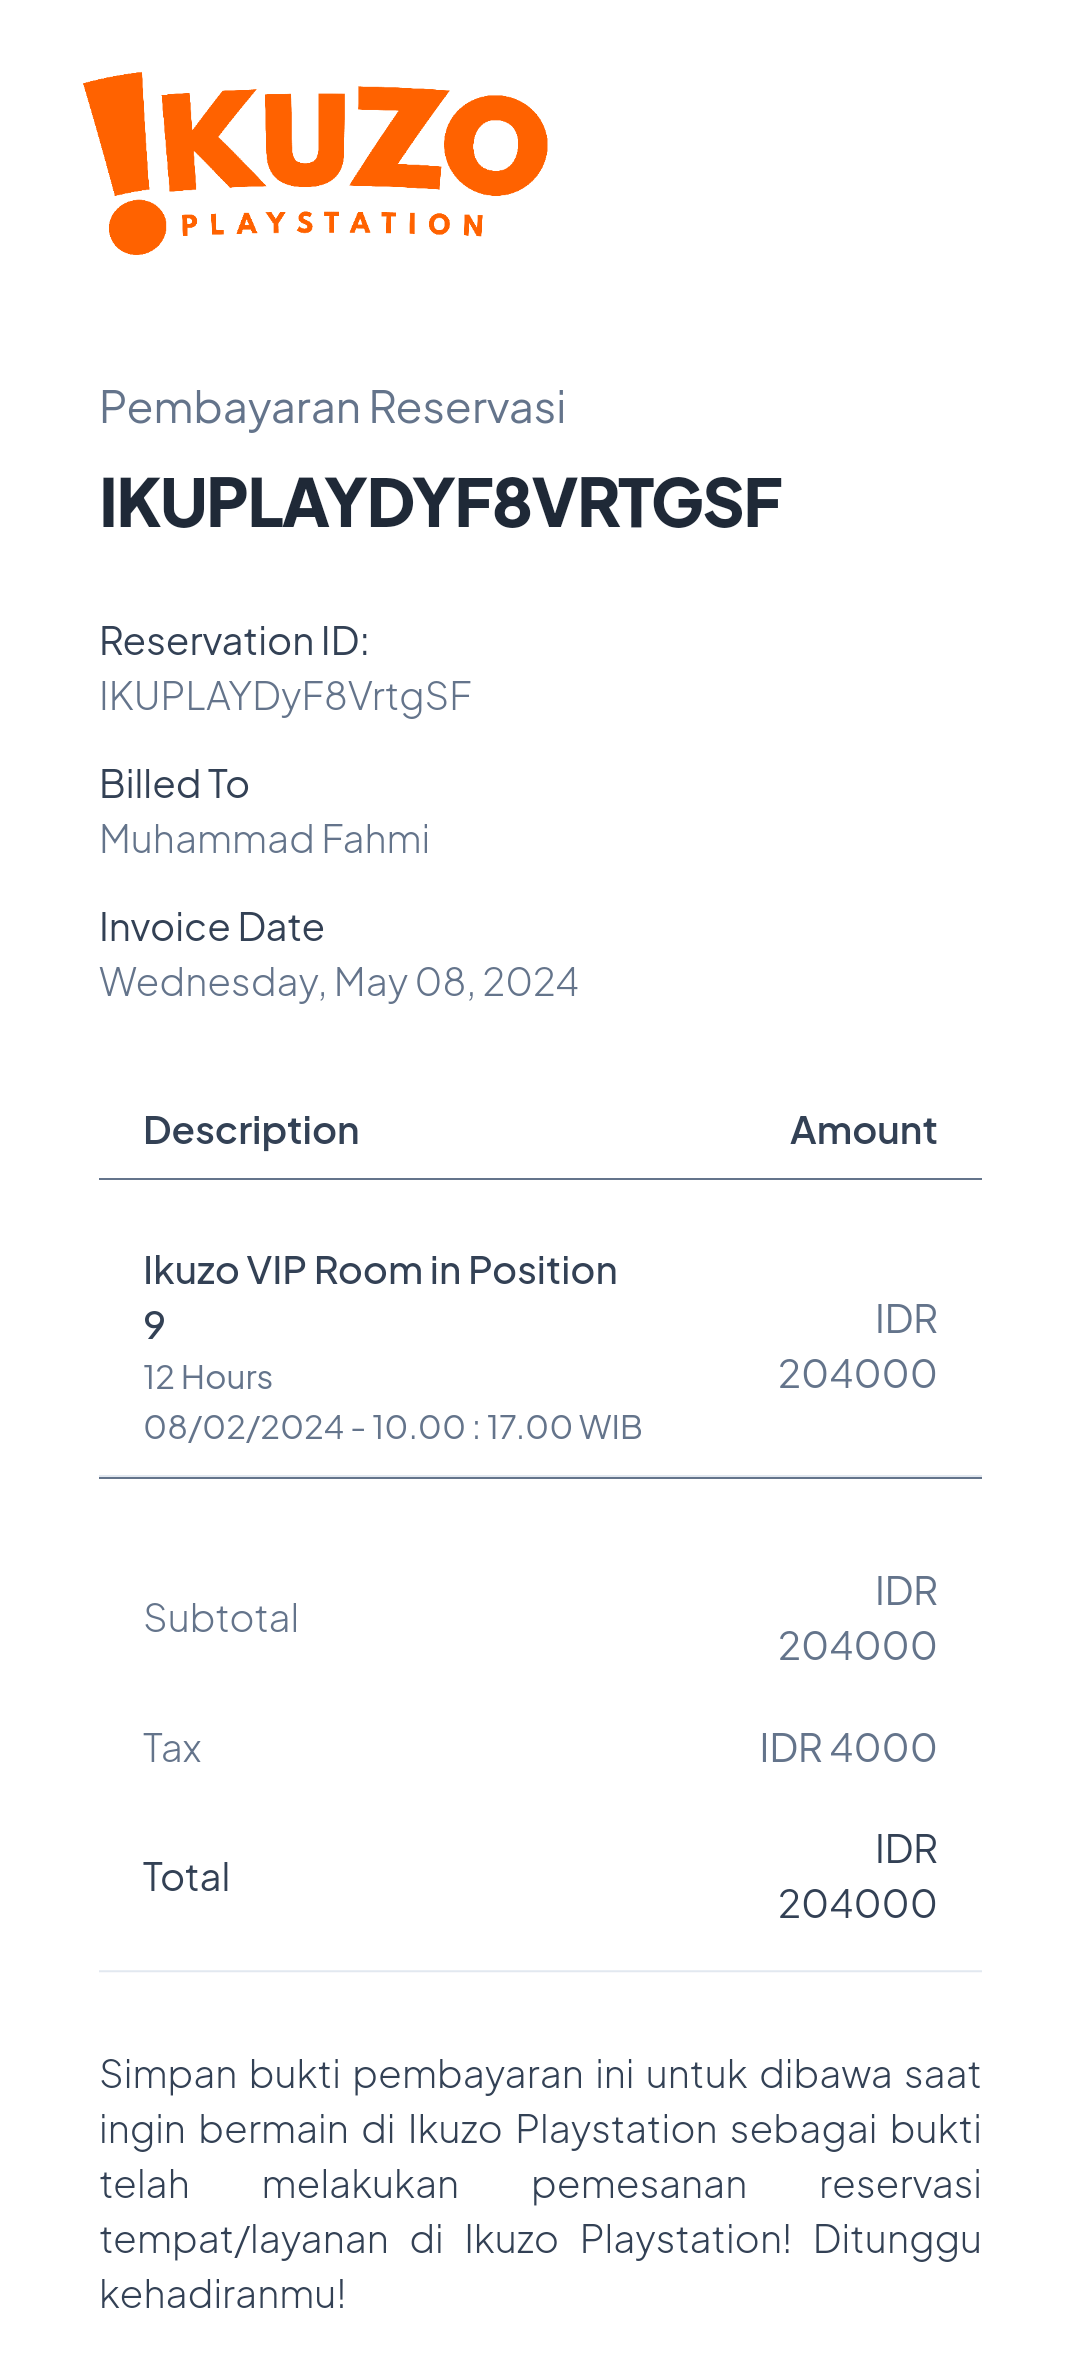 IKUZO
PLAYSTATION
Pembayaran Reservasi
IKUPLAYDYF8VRTGSF
Reservation ID:
IKUPLAYDyF8VrtgSF
Billed To
Muhammad Fahmi
Invoice Date
Wednesday, May 08, 2024
Description Amount
Ikuzo VIP Room in Position
9
12 Hours
08/02/2024 - 10.00 : 17.00 WIB
IDR
204000
Subtotal
IDR
204000
Tax IDR 4000
Total
IDR
204000
Simpan bukti pembayaran ini untuk dibawa saat
ingin bermain di Ikuzo Playstation sebagai bukti
telah melakukan pemesanan reservasi
tempat/layanan di Ikuzo Playstation! Ditunggu
kehadiranmu!